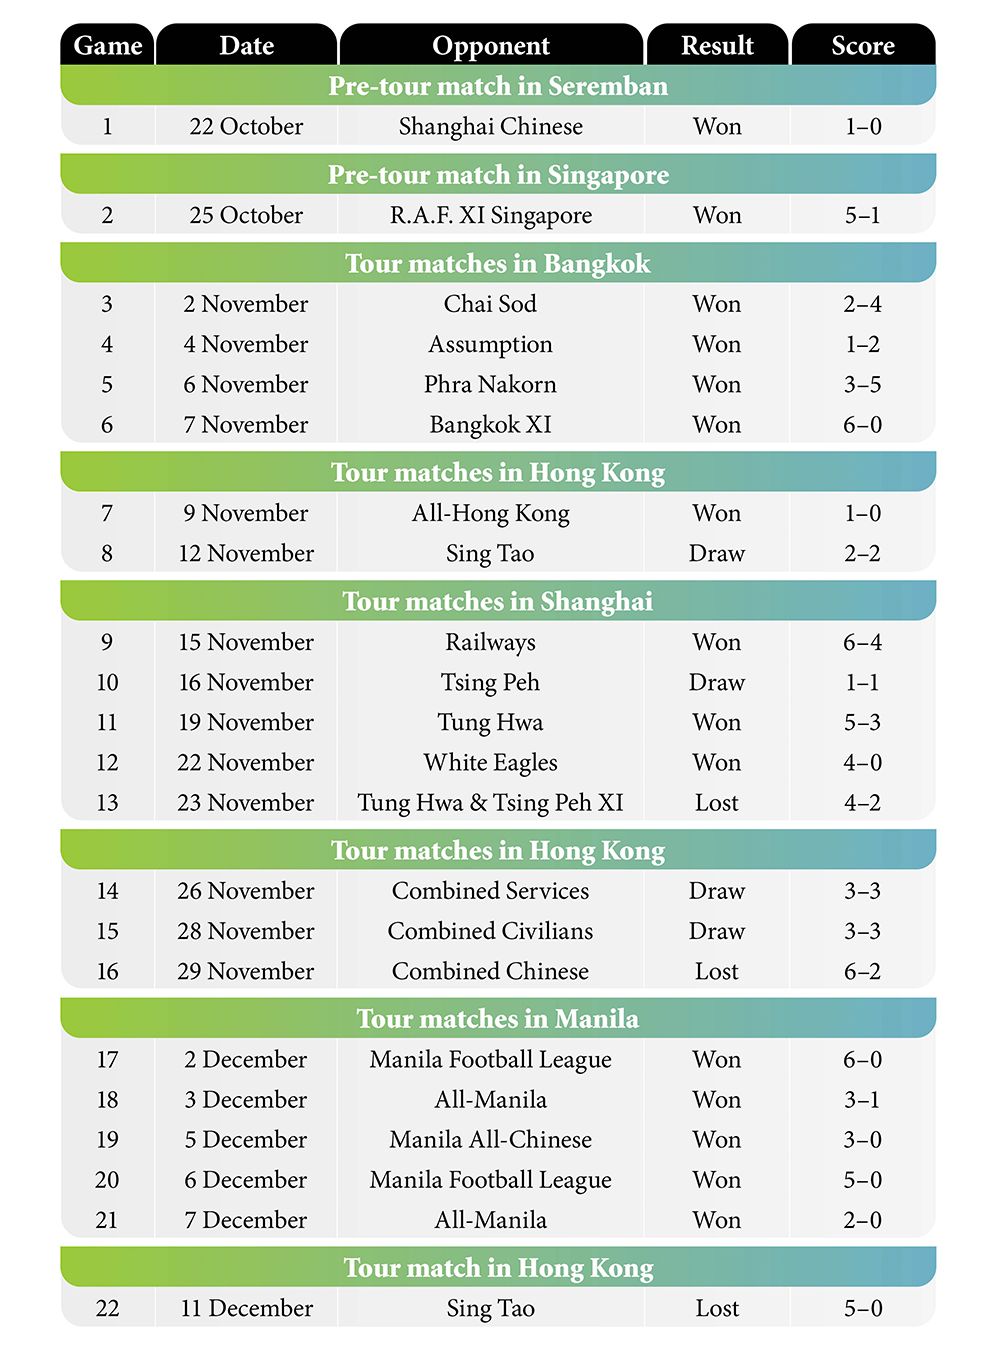 Game Date Opponent Result Score
Pre-tour match in Seremban
1 22 October Shanghai Chinese Won 1–0
Pre-tour match in Singapore
2 25 October R.A.F. XI Singapore Won 5–1
Tour matches in Bangkok
3 2 November Chai Sod Won 2–4
4 4 November Assumption Won 1–2
5 6 November Phra Nakorn Won 3–5
6 7 November Bangkok XI Won 6–0
Tour matches in Hong Kong
7 9 November All-Hong Kong Won 1–0
8 12 November Sing Tao Draw 2–2
Tour matches in Shanghai
9 15 November Railways Won 6–4
10 16 November Tsing Peh Draw 1–1
11 19 November Tung Hwa Won 5–3
12 22 November White Eagles Won 4–0
13 23 November Tung Hwa & Tsing Peh XI Lost 4–2
Tour matches in Hong Kong
14 26 November Combined Services Draw 3–3
15 28 November Combined Civilians Draw 3–3
16 29 November Combined Chinese Lost 6–2
Tour matches in Manila
17 2 December Manila Football League Won 6–0
18 3 December All-Manila Won 3–1
19 5 December Manila All-Chinese Won 3–0
20 6 December Manila Football League Won 5–0
21 7 December All-Manila Won 2–0
Tour match in Hong Kong
22 11 December Sing Tao Lost 5–0